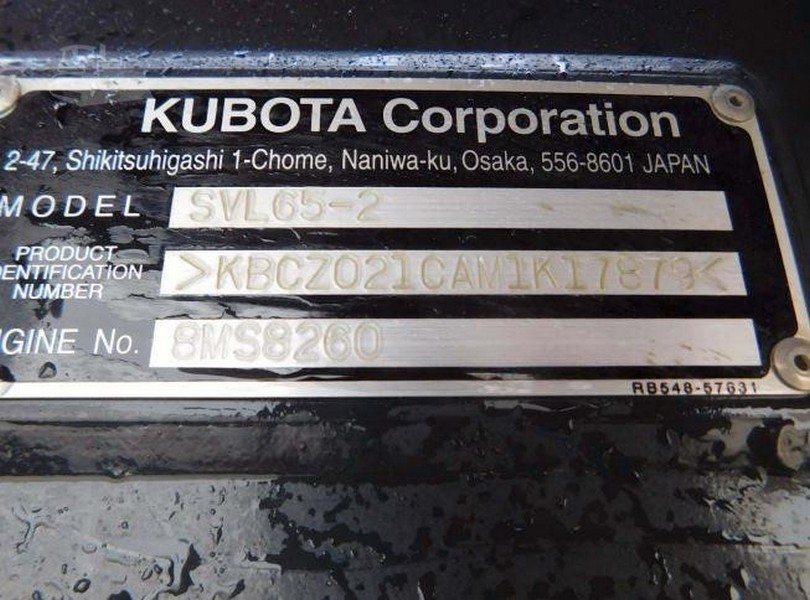 KUBOTA Corporation
2-47, Shikitsuhigashi 1-Chome, Naniwa-ku, Osaka, 556-8601 JAPAN
MODEL SVL65-2
PRODUCT
DENTIFICATION
NUMBER
>KBCZ021CAM1K17879<
GINE No. 8MS8260
RB548-57631